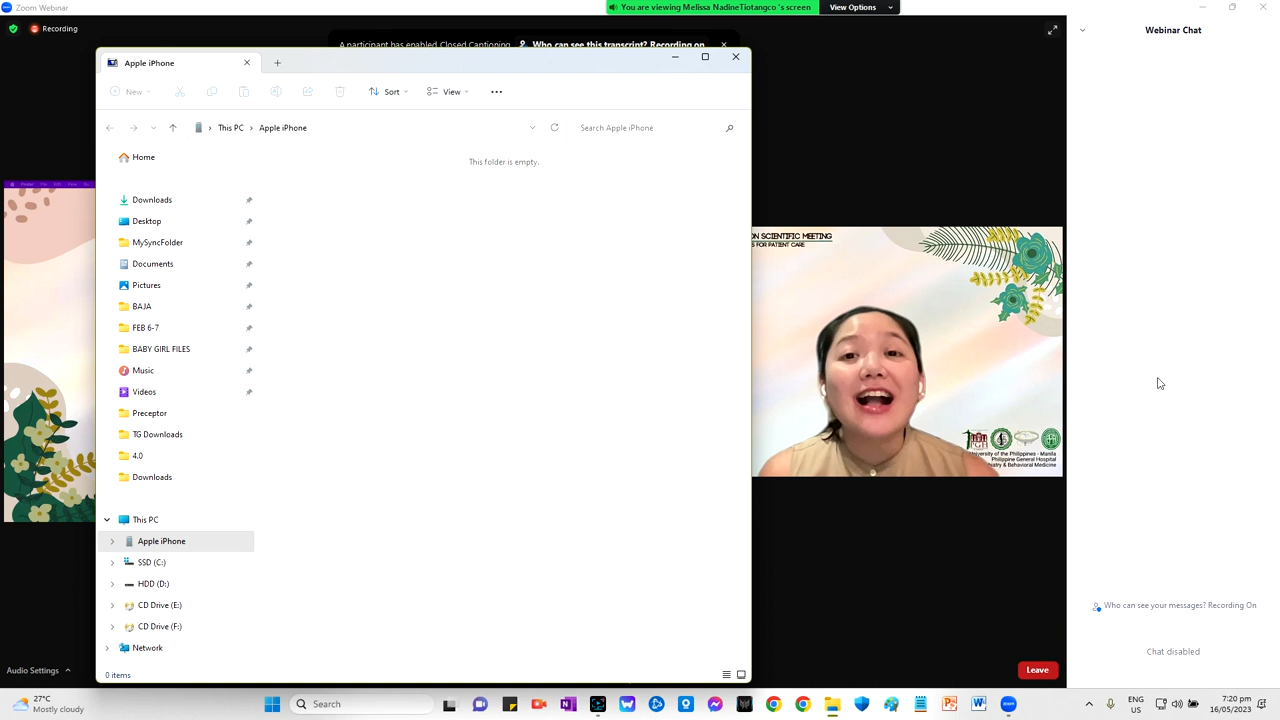 Zoom Webinar
You are viewing Melissa NadineTiotangco 's screen
View Options
Recording
A participant has enabled Closed Captioning
Who can see this transcript? Recording on
Webinar Chat
Apple iPhone
New
Sort
View
This PC
Apple iPhone
Search Apple iPhone
Home
This folder is empty.
Downloads
Desktop
MySyncFolder
Documents
Pictures
BAJA
FEB 6-7
BABY GIRL FILES
Music
Videos
Preceptor
TG Downloads
4.0
Downloads
This PC
Apple iPhone
SSD (C:)
HDD (D:)
CD Drive (E:)
CD Drive (F:)
Network
0 items
ON SCIENTIFIC MEETING
S FOR PATIENT CARE
University of the Philippines - Manila
Philippine General Hospital
hiatry & Behavioral Medicine
Who can see your messages? Recording On
Chat disabled
Audio Settings
Leave
27°C
Mostly cloudy
Search
ENG
US
7:20 pm
16/05/2023